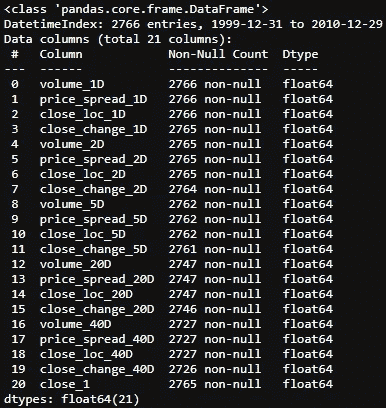 <class 'pandas.core.frame.DataFrame'>
DatetimeIndex: 2766 entries, 1999-12-31 to 2010-12-29
Data columns (total 21 columns):
 #   Column           Non-Null Count  Dtype
---  ------           --------------  -----
 0   volume_1D        2766 non-null   float64
 1   price_spread_1D  2766 non-null   float64
 2   close_loc_1D     2766 non-null   float64
 3   close_change_1D  2765 non-null   float64
 4   volume_2D        2765 non-null   float64
 5   price_spread_2D  2765 non-null   float64
 6   close_loc_2D     2765 non-null   float64
 7   close_change_2D  2764 non-null   float64
 8   volume_5D        2762 non-null   float64
 9   price_spread_5D  2762 non-null   float64
 10  close_loc_5D     2762 non-null   float64
 11  close_change_5D  2761 non-null   float64
 12  volume_20D       2747 non-null   float64
 13  price_spread_20D 2747 non-null   float64
 14  close_loc_20D    2747 non-null   float64
 15  close_change_20D 2746 non-null   float64
 16  volume_40D       2727 non-null   float64
 17  price_spread_40D 2727 non-null   float64
 18  close_loc_40D    2727 non-null   float64
 19  close_change_40D 2726 non-null   float64
 20  close_1          2765 non-null   float64
dtypes: float64(21)